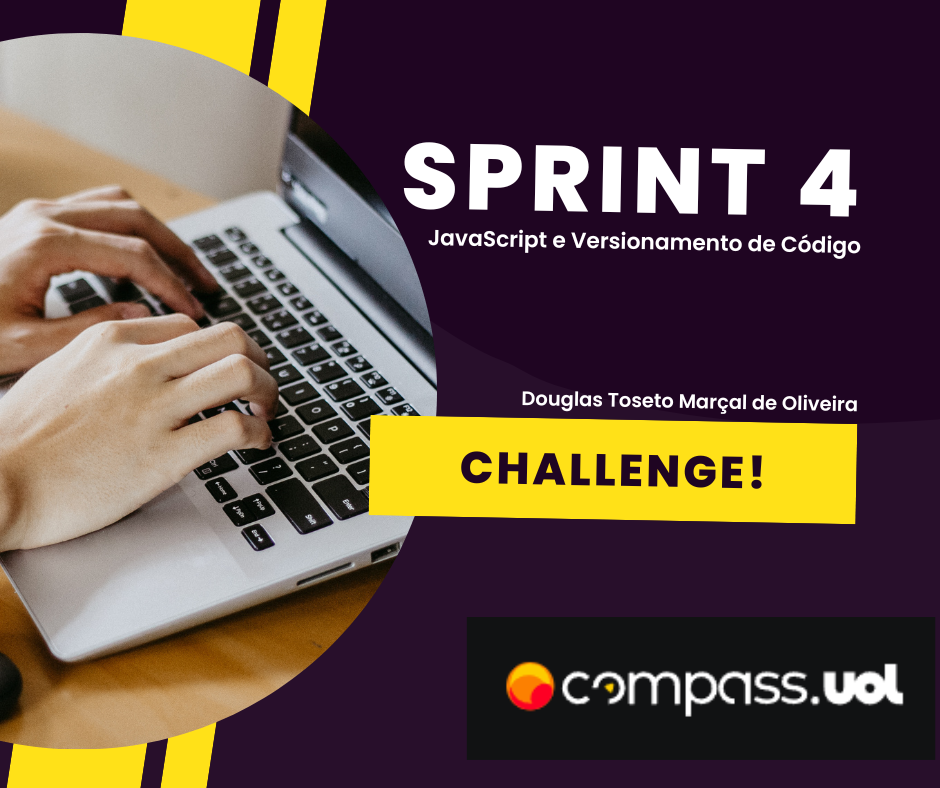 SPRINT 4
JavaScript e Versionamento de Código
Douglas Toseto Marçal de Oliveira
CHALLENGE!
compass.uol